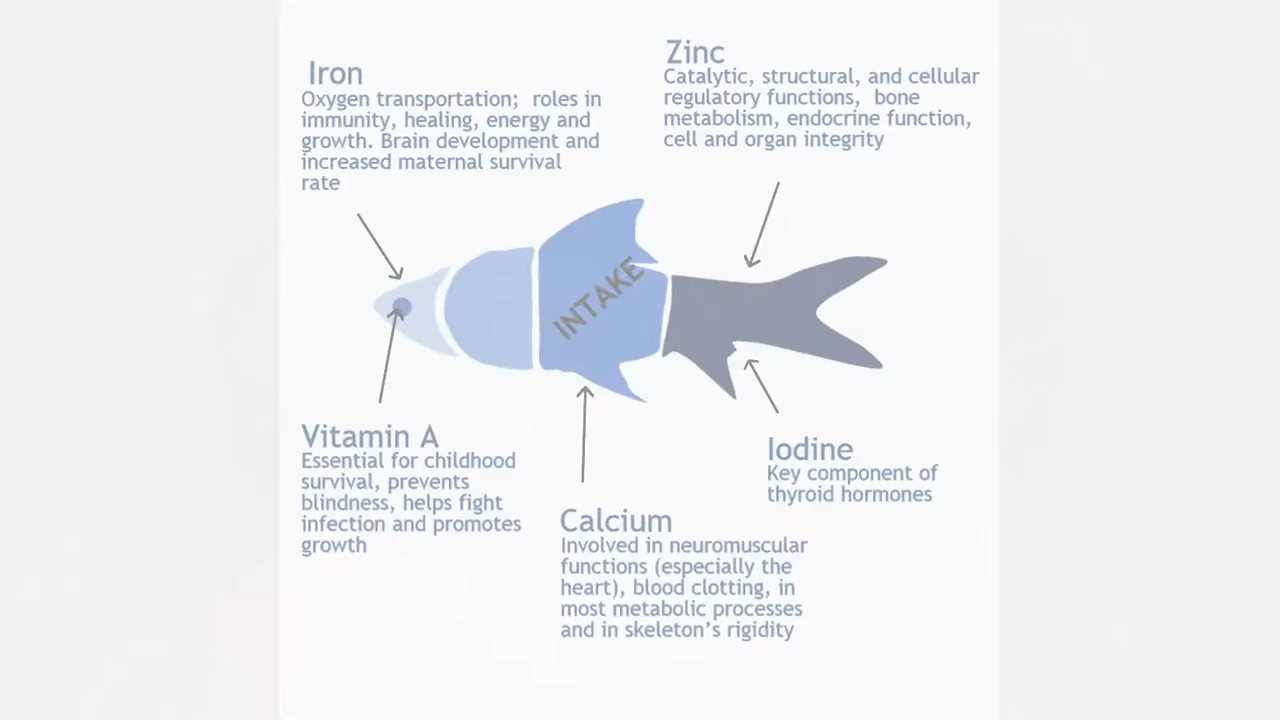 Iron
Oxygen transportation;  roles in
immunity, healing, energy and
growth. Brain development and
increased maternal survival
rate
Zinc
Catalytic, structural, and cellular
regulatory functions,  bone
metabolism, endocrine function,
cell and organ integrity
INTAKE
Vitamin A
Essential for childhood
survival, prevents
blindness, helps fight
infection and promotes
growth
Calcium
Involved in neuromuscular
functions (especially the
heart), blood clotting, in
most metabolic processes
and in skeleton’s rigidity
Iodine
Key component of
thyroid hormones